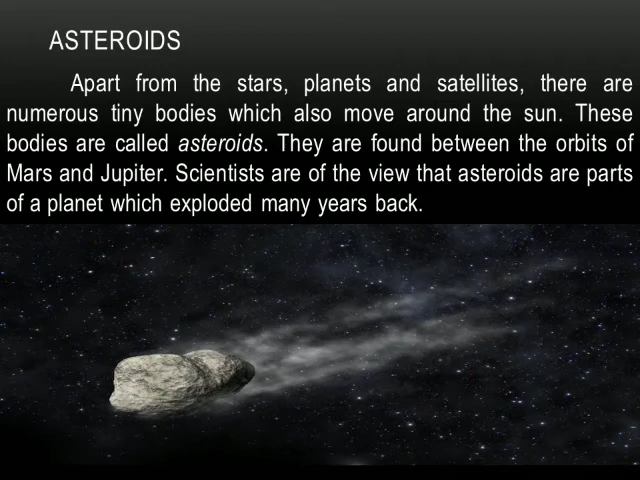 ASTEROIDS
Apart from the stars, planets and satellites, there are
numerous tiny bodies which also move around the sun. These
bodies are called asteroids. They are found between the orbits of
Mars and Jupiter. Scientists are of the view that asteroids are parts
of a planet which exploded many years back.